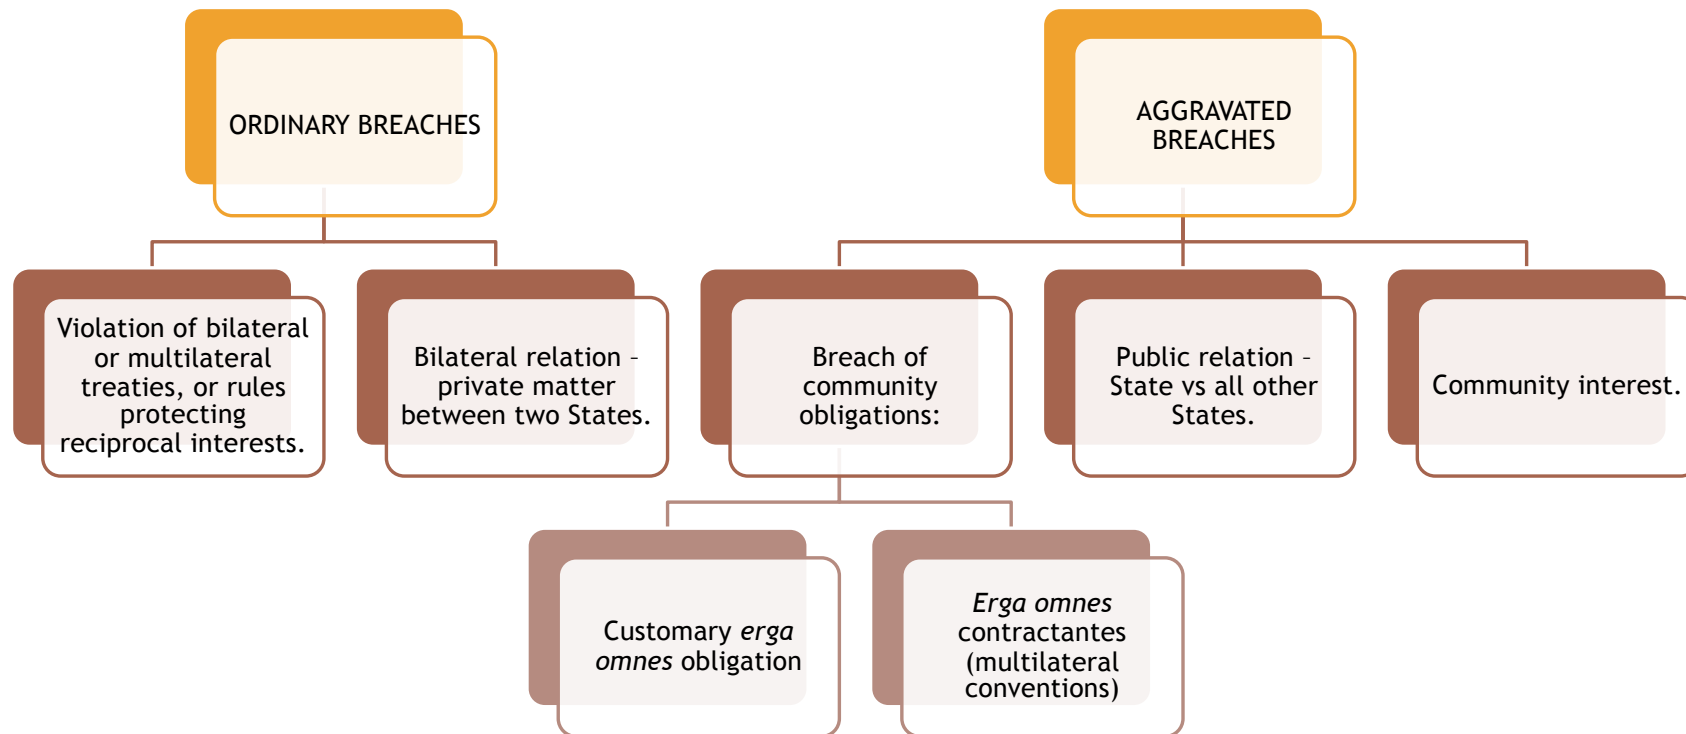 ORDINARY BREACHES
AGGRAVATED
BREACHES
Violation of bilateral
or multilateral
treaties, or rules
protecting
reciprocal interests.
Bilateral relation –
private matter
between two States.
Breach of
community
obligations:
Public relation –
State vs all other
States.
Community interest.
Customary erga
omnes obligation
Erga omnes
contractantes
(multilateral
conventions)